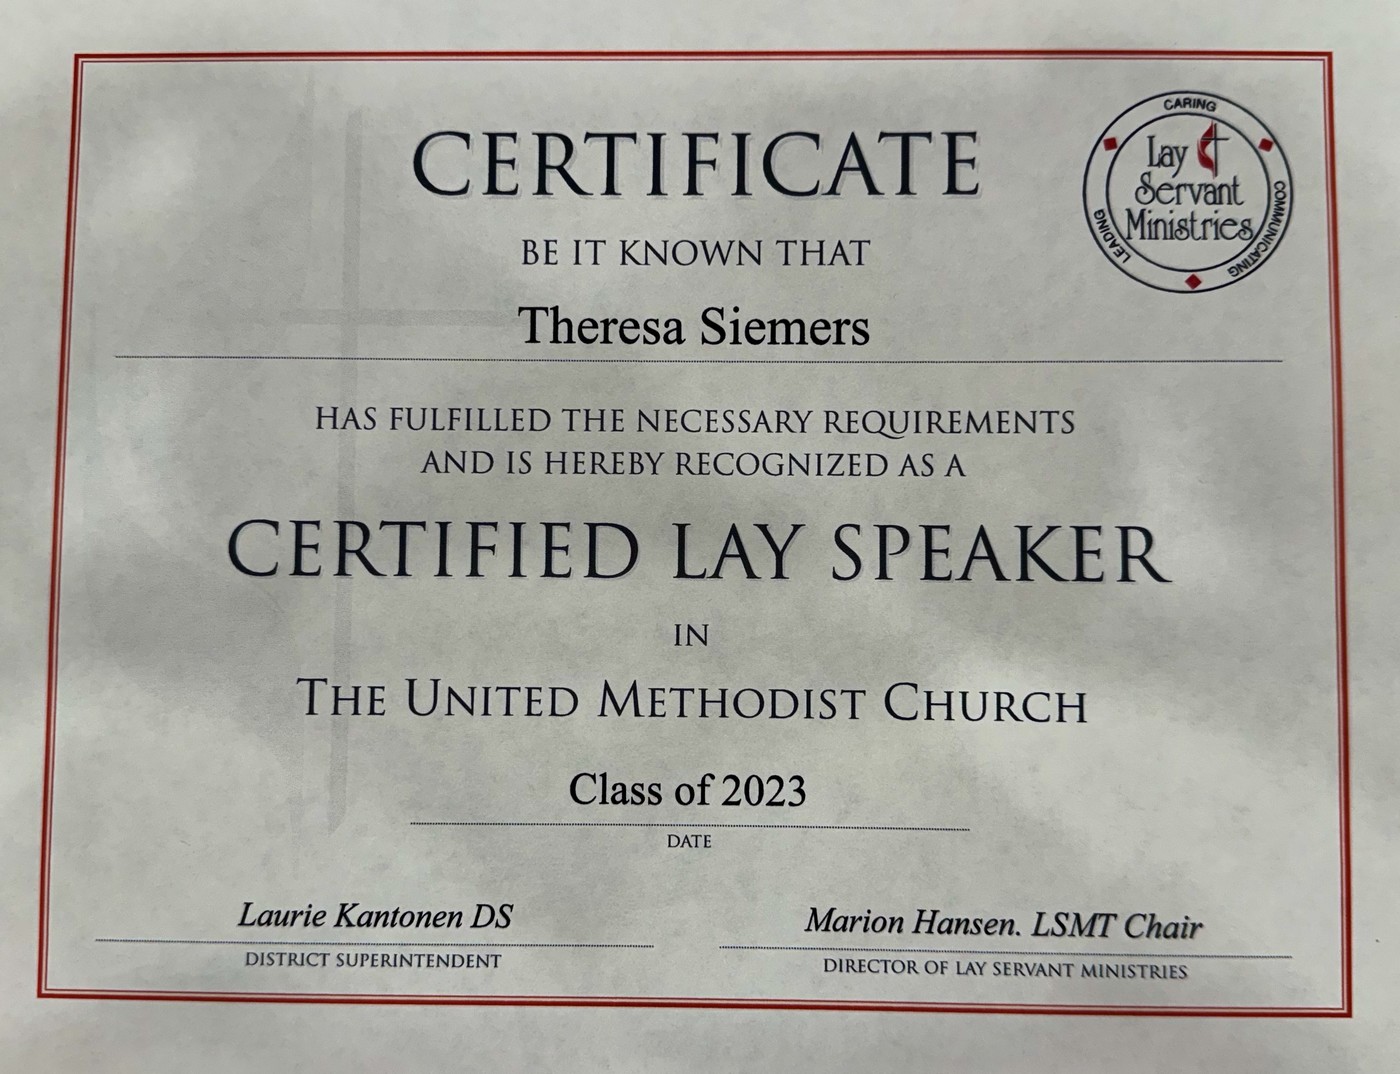 CERTIFICATE
CARING
COMMUNICATING
LEADING
Lay
Servant
Ministries
BE IT KNOWN THAT
Theresa Siemers
HAS FULFILLED THE NECESSARY REQUIREMENTS
AND IS HEREBY RECOGNIZED AS A
CERTIFIED LAY SPEAKER
IN
THE UNITED METHODIST CHURCH
Class of 2023
DATE
Laurie Kantonen DS
DISTRICT SUPERINTENDENT
Marion Hansen. LSMT Chair
DIRECTOR OF LAY SERVANT MINISTRIES